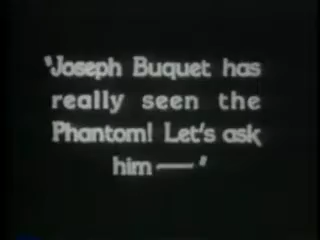 'Joseph Buquet has
really seen the
Phantom! Let's ask
him—'